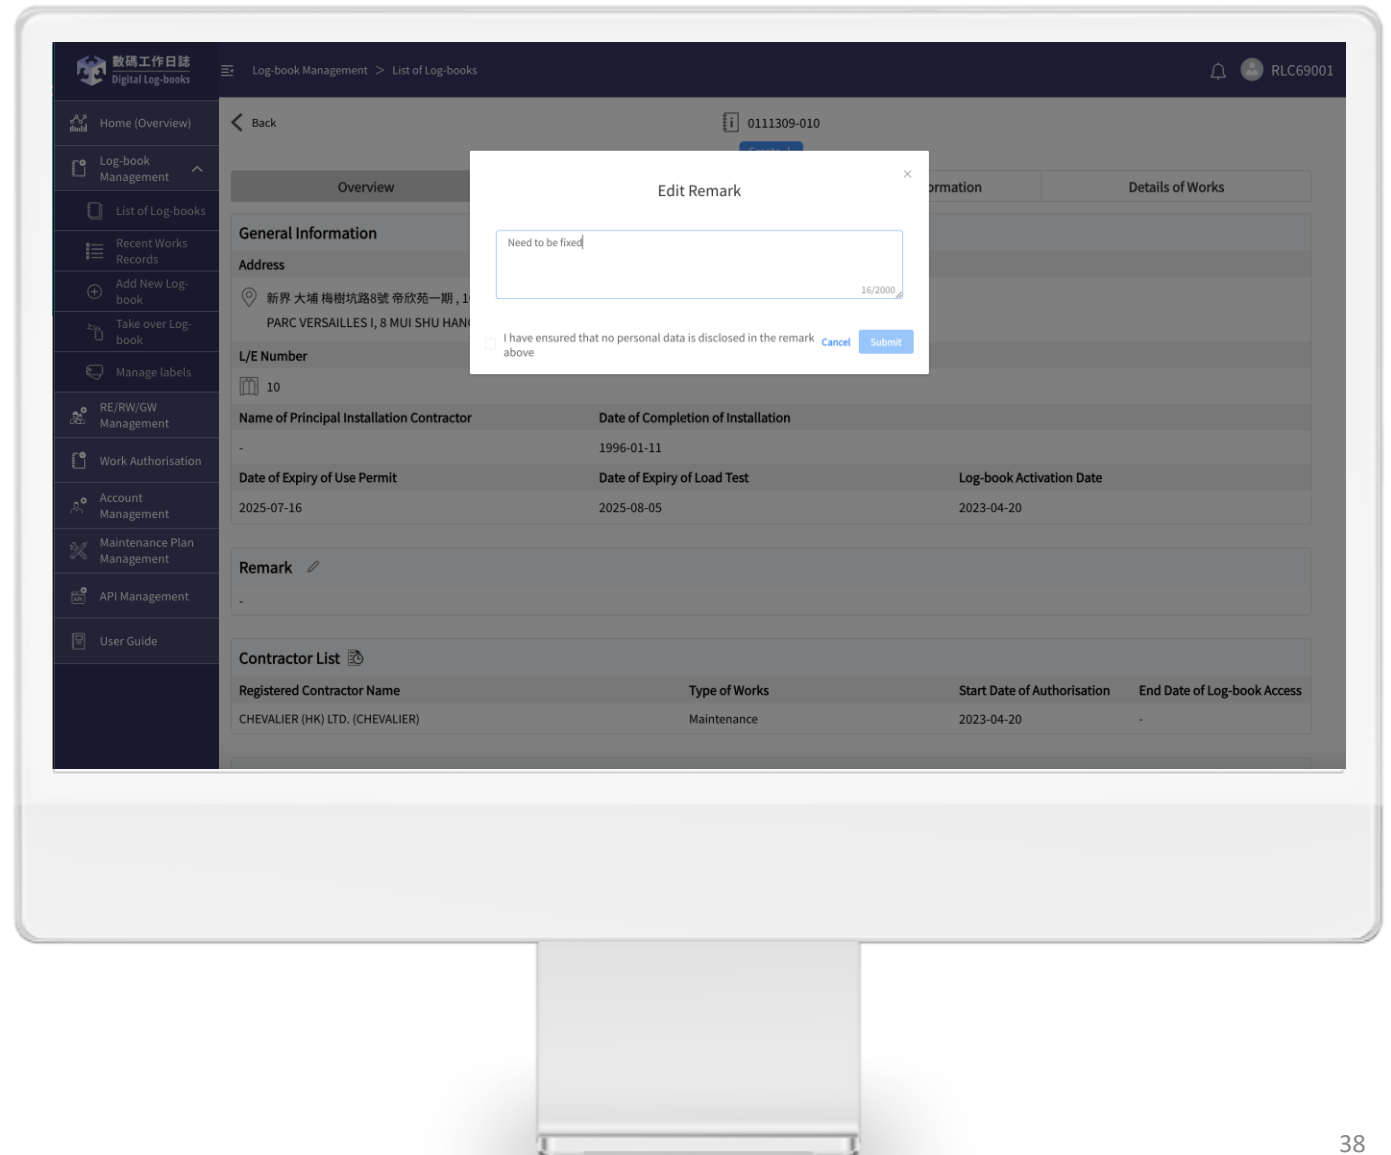 數碼工作日誌
Digital Log-books
Log-book Management > List of Log-books
RLC69001
Home (Overview)
Log-book
Management
List of Log-books
Recent Works
Records
Add New Log-
book
Take over Log-
book
Manage labels
RE/RW/GW
Management
Work Authorisation
Account
Management
Maintenance Plan
Management
API Management
User Guide
Back
0111309-010
Overview
Details of Works
Edit Remark
×
Need to be fixed
16/2000
I have ensured that no personal data is disclosed in the remark
above
Cancel
Submit
General Information
Address
新界 大埔 梅樹坑路8號 帝欣苑一期 ,
PARC VERSAILLES I, 8 MUI SHU
L/E Number
10
Name of Principal Installation Contractor
Date of Completion of Installation
-
1996-01-11
Date of Expiry of Use Permit
Date of Expiry of Load Test
Log-book Activation Date
2025-07-16
2025-08-05
2023-04-20
Remark
-
Contractor List
Registered Contractor Name
Type of Works
Start Date of Authorisation
End Date of Log-book Access
CHEVALIER (HK) LTD. (CHEVALIER)
Maintenance
2023-04-20
-
38